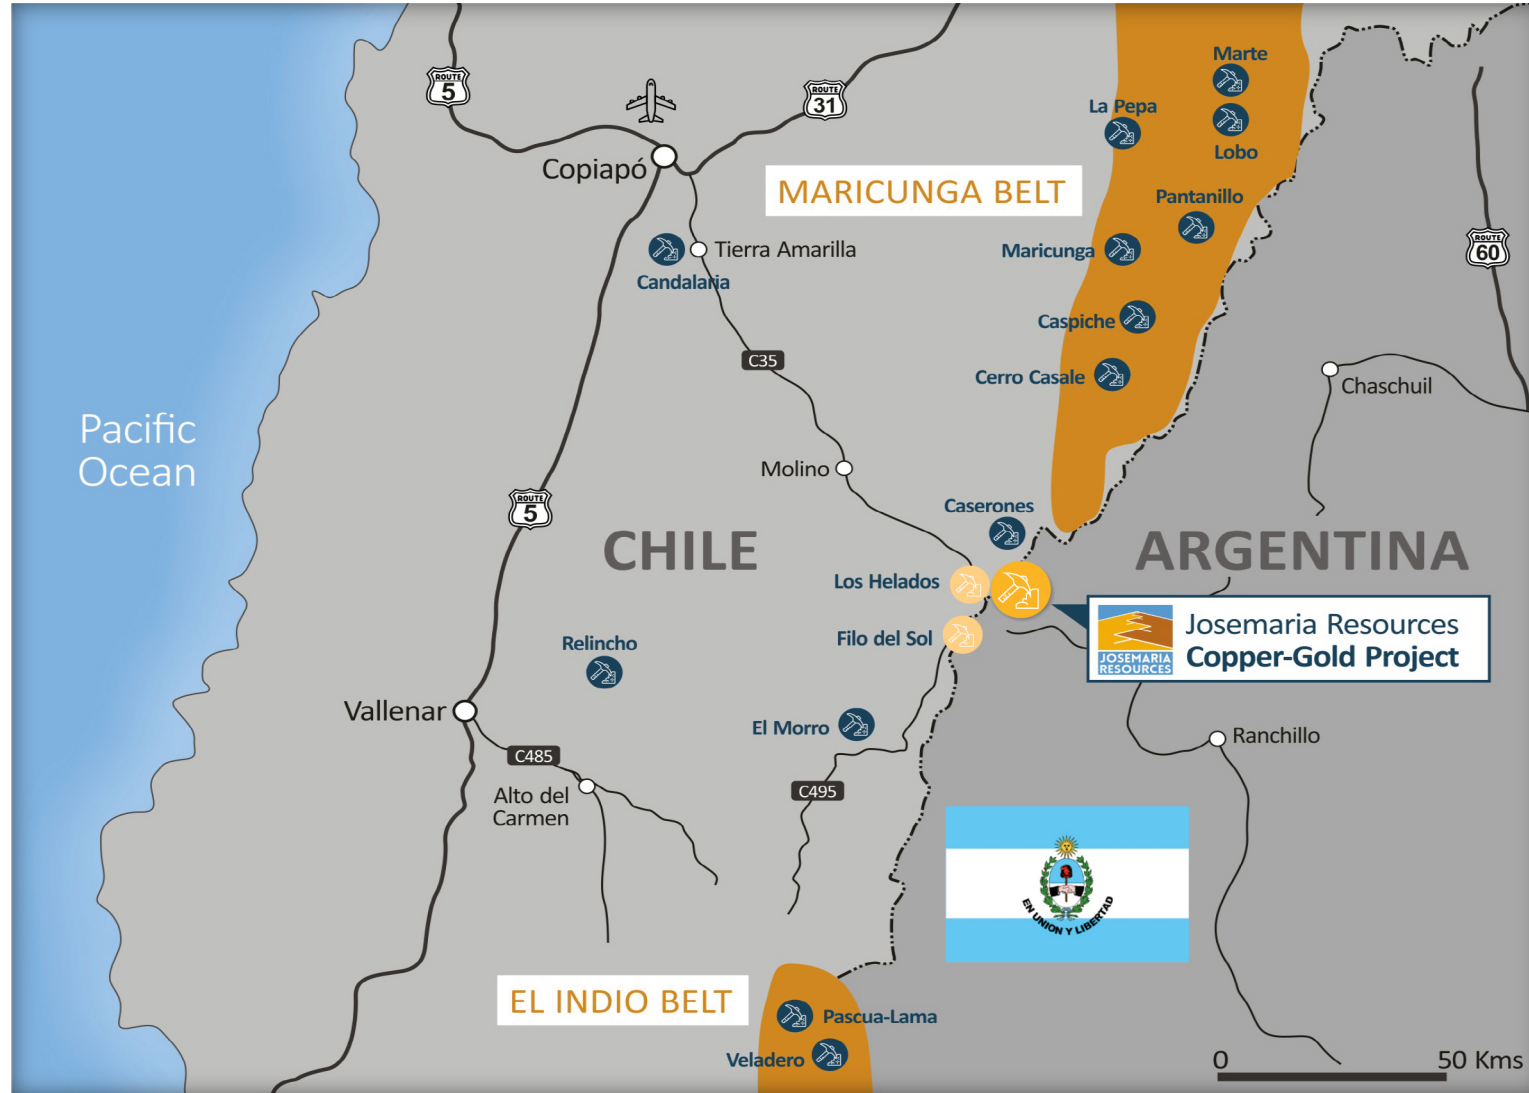 Marte
ROUTE
5
ROUTE
31
La Pepa
Lobo
Copiapó
MARICUNGA BELT
Pantanillo
Tierra Amarilla
Maricunga
ROUTE
60
Candalaria
Caspiche
C35
Cerro Casale
Chaschuil
Pacific
Ocean
Molino
ROUTE
5
Caserones
CHILE
ARGENTINA
Los Helados
Filo del Sol
JOSEMARIA
RESOURCES
Josemaria Resources
Copper-Gold Project
Relincho
Vallenar
El Morro
Ranchillo
C485
Alto del
Carmen
C495
EN UNION Y LIBERTAD
EL INDIO BELT
Pascua-Lama
Veladero
0 50 Kms